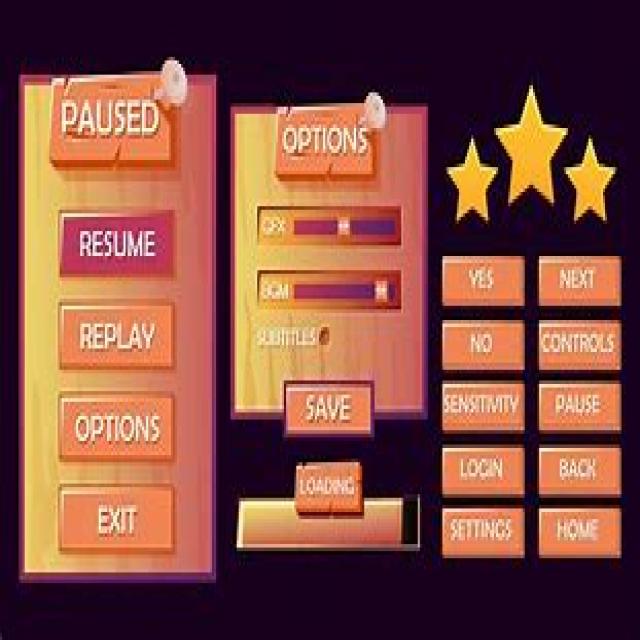 PAUSED
RESUME
REPLAY
OPTIONS
EXIT
OPTIONS
BGM
SUBTITLES
SAVE
LOADING
YES
NEXT
NO
CONTROLS
SENSITIVITY
PAUSE
LOGIN
BACK
SETTINGS
HOME